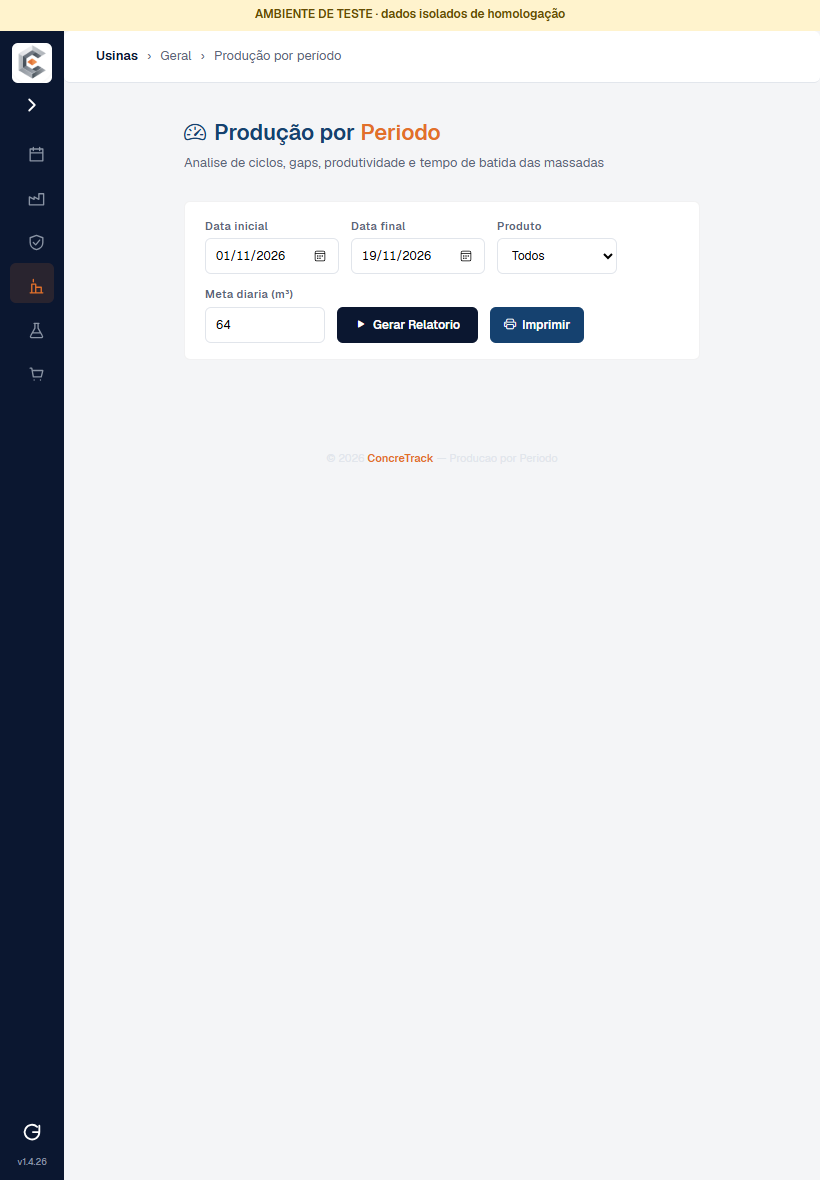 AMBIENTE DE TESTE · dados isolados de homologação
Usinas › Geral › Produção por período
Produção por Periodo
Analise de ciclos, gaps, produtividade e tempo de batida das massadas
Data inicial Data final Produto
01/11/2026 19/11/2026 Todos
Meta diaria (m³)
64 Gerar Relatorio Imprimir
© 2026 ConcreTrack — Producao por Periodo
v1.4.26